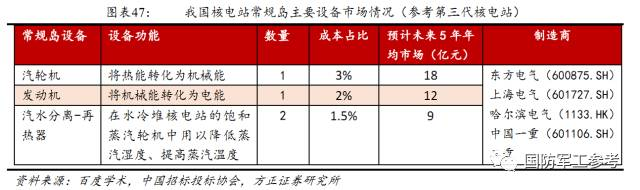 图表47： 我国核电站常规岛主要设备市场情况（参考第三代核电站）
常规岛设备 设备功能 数量 成本占比 预计未来5年年均市场（亿元） 制造商
汽轮机 将热能转化为机械能 1 3% 18 东方电气（600875.SH）
发动机 将机械能转化为电能 1 2% 12 上海电气（601727.SH）
汽水分离-再热器 在水冷堆核电站的饱和蒸汽轮机中用以降低蒸汽湿度、提高蒸汽温度 2 1.5% 9 哈尔滨电气（1133.HK）
中国一重（601106.SH）
国防军工参考
资料来源：百度学术，中国招标投标协会，方正证券研究所